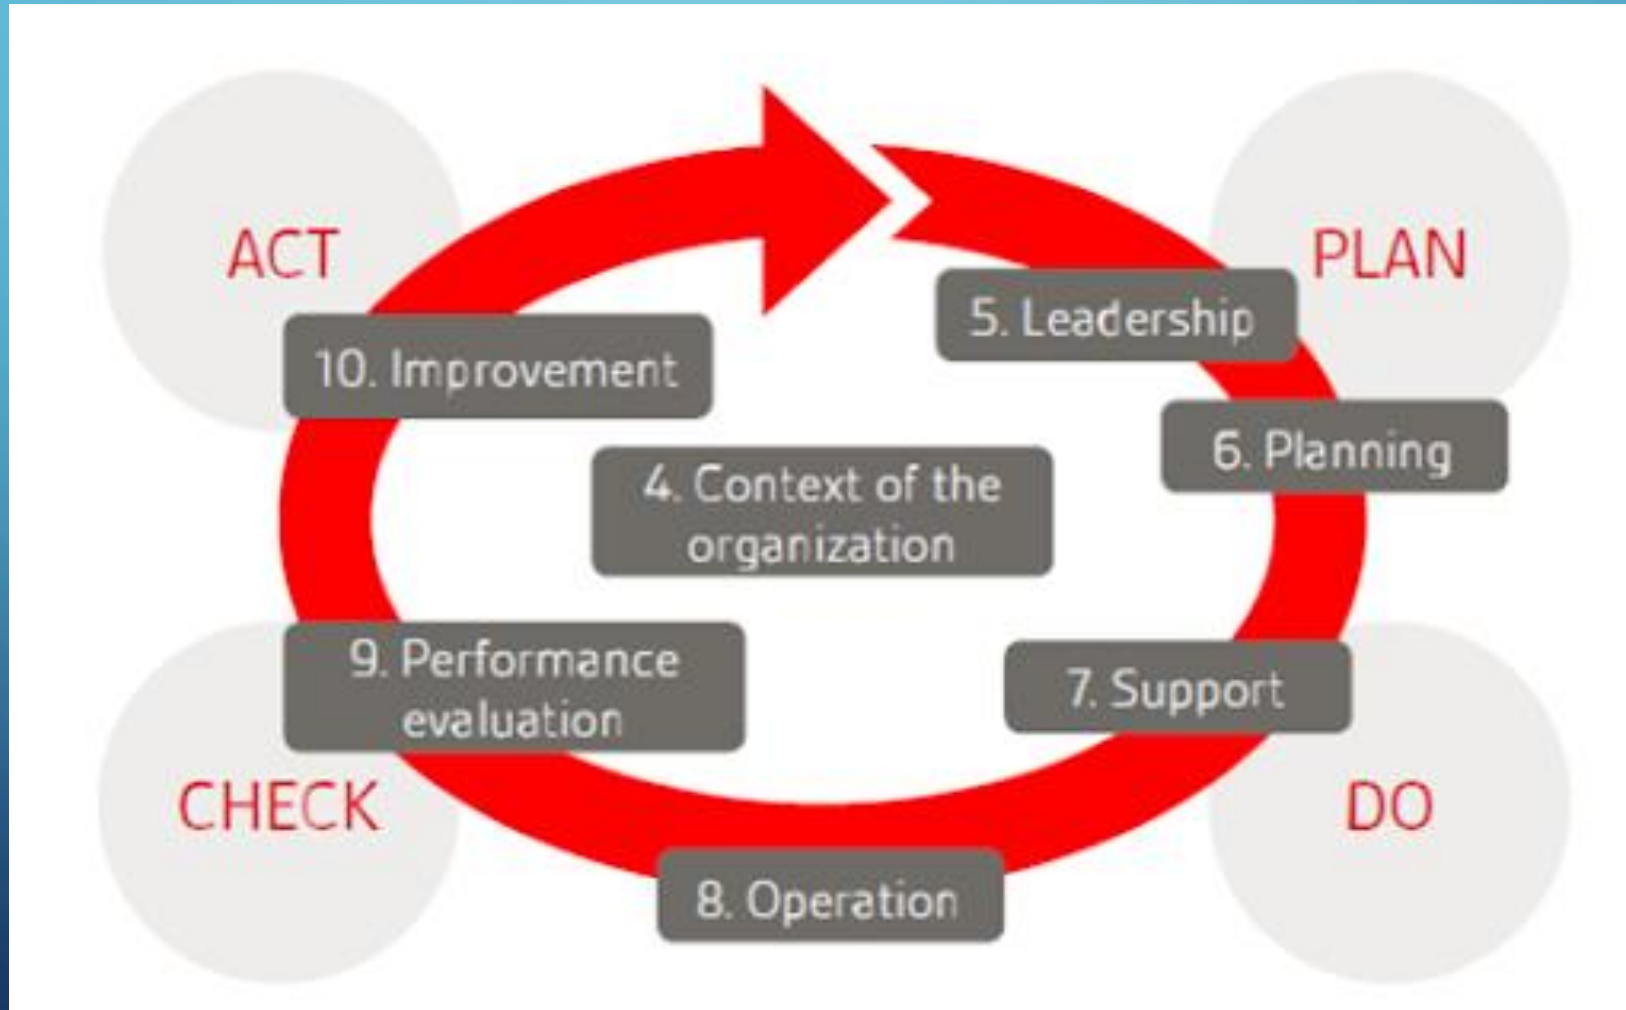 ACT
PLAN
5. Leadership
10. Improvement
6. Planning
4. Context of the
organization
9. Performance
evaluation
7. Support
CHECK
DO
8. Operation